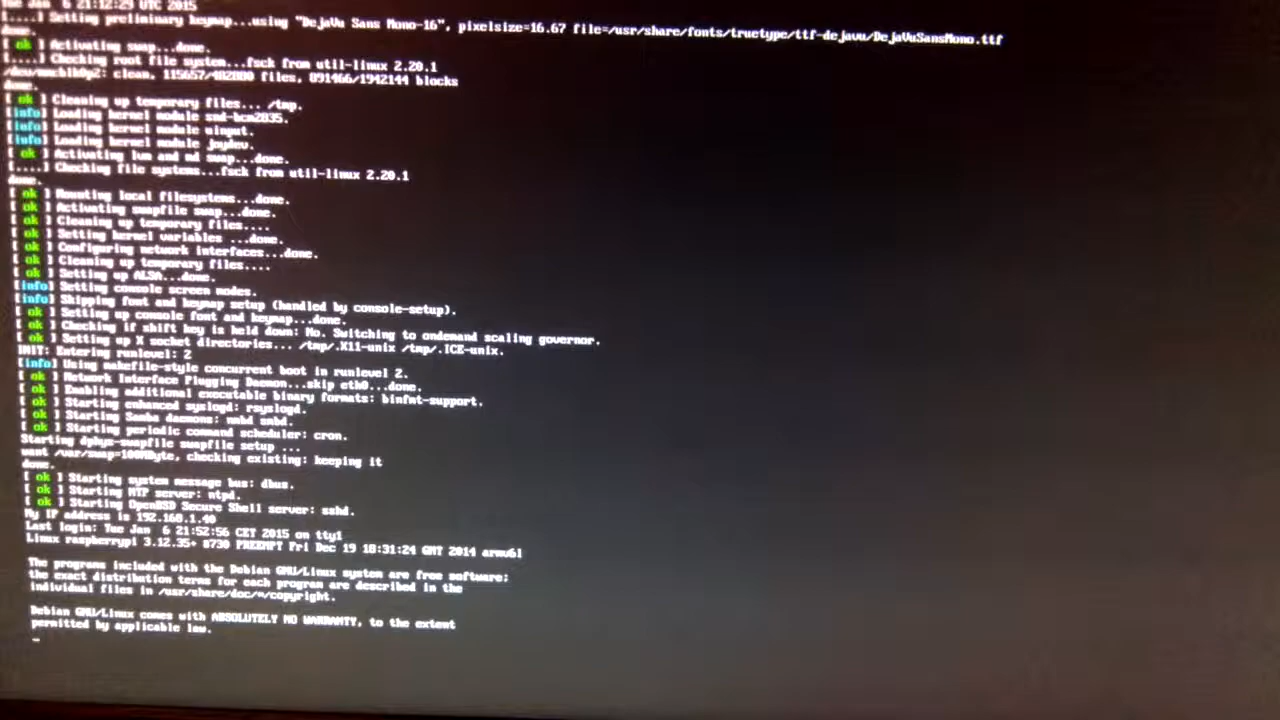 Tue Jan  6 21:12:29 UTC 2015
[....] Setting preliminary keymap...using "DejaVu Sans Mono-16", pixelsize=16.67 file=/usr/share/fonts/truetype/ttf-dejavu/DejaVuSansMono.ttf
done.
[ ok ] Activating swap...done.
[....] Checking root file system...fsck from util-linux 2.20.1
/dev/mmcblk0p2: clean, 115657/482880 files, 891466/1942144 blocks
done.
[ ok ] Cleaning up temporary files... /tmp.
[info] Loading kernel module snd-bcm2835.
[info] Loading kernel module uinput.
[info] Loading kernel module joydev.
[ ok ] Activating lvm and md swap...done.
[....] Checking file systems...fsck from util-linux 2.20.1
done.
[ ok ] Mounting local filesystems...done.
[ ok ] Activating swapfile swap...done.
[ ok ] Cleaning up temporary files....
[ ok ] Setting kernel variables ...done.
[ ok ] Configuring network interfaces...done.
[ ok ] Cleaning up temporary files....
[ ok ] Setting up ALSA...done.
[info] Setting console screen modes.
[info] Skipping font and keymap setup (handled by console-setup).
[ ok ] Setting up console font and keymap...done.
[ ok ] Checking if shift key is held down: No. Switching to ondemand scaling governor.
[ ok ] Setting up X socket directories... /tmp/.X11-unix /tmp/.ICE-unix.
INIT: Entering runlevel: 2
[info] Using makefile-style concurrent boot in runlevel 2.
[ ok ] Network Interface Plugging Daemon...skip eth0...done.
[ ok ] Enabling additional executable binary formats: binfmt-support.
[ ok ] Starting enhanced syslogd: rsyslogd.
[ ok ] Starting Samba daemons: nmbd smbd.
[ ok ] Starting periodic command scheduler: cron.
Starting dphys-swapfile swapfile setup ...
want /var/swap=100MByte, checking existing: keeping it
done.
[ ok ] Starting system message bus: dbus.
[ ok ] Starting NTP server: ntpd.
[ ok ] Starting OpenBSD Secure Shell server: sshd.
My IP address is 192.168.1.40
Last login: Tue Jan  6 21:52:56 CET 2015 on tty1
Linux raspberrypi 3.12.35+ #730 PREEMPT Fri Dec 19 18:31:24 GMT 2014 armv6l
The programs included with the Debian GNU/Linux system are free software;
the exact distribution terms for each program are described in the
individual files in /usr/share/doc/*/copyright.
Debian GNU/Linux comes with ABSOLUTELY NO WARRANTY, to the extent
permitted by applicable law.